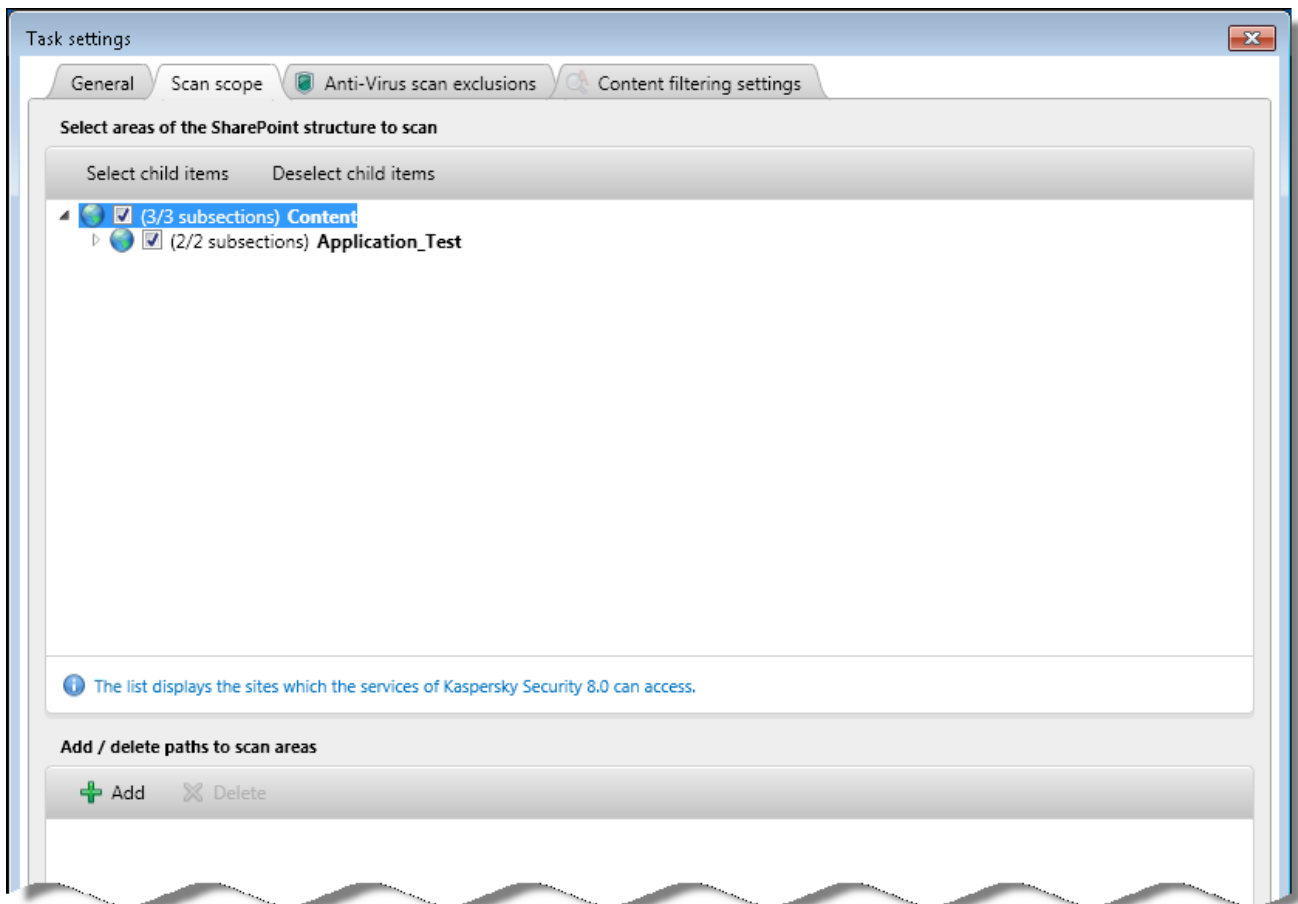 Task settings
General Scan scope Anti-Virus scan exclusions Content filtering settings
Select areas of the SharePoint structure to scan
Select child items Deselect child items
(3/3 subsections) Content
(2/2 subsections) Application_Test
The list displays the sites which the services of Kaspersky Security 8.0 can access.
Add / delete paths to scan areas
Add Delete